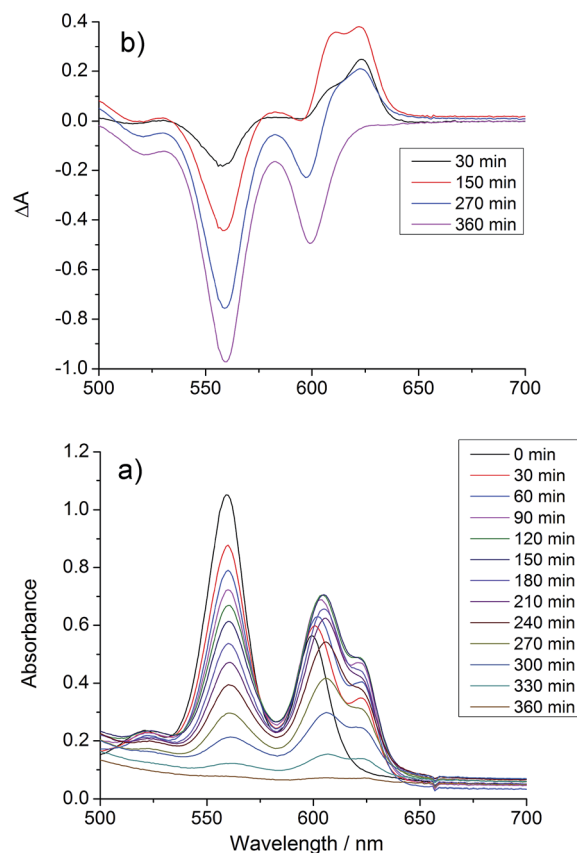 b)
0.4
0.2
0.0
-0.2
-0.4
-0.6
-0.8
-1.0
ΔA
30 min
150 min
270 min
360 min
500 550 600 650 700
a)
1.2
1.0
0.8
0.6
0.4
0.2
0.0
Absorbance
0 min
30 min
60 min
90 min
120 min
150 min
180 min
210 min
240 min
270 min
300 min
330 min
360 min
500 550 600 650 700
Wavelength / nm